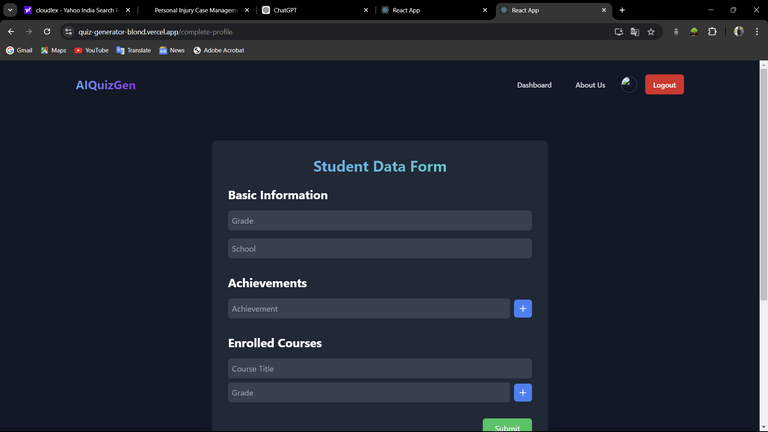 cloudlex - Yahoo India Search R
Personal Injury Case Managem
ChatGPT
React App
React App
quiz-generator-blond.vercel.app/complete-profile
Gmail
Maps
YouTube
Translate
News
Adobe Acrobat
AIQuizGen
Dashboard
About Us
Logout
Student Data Form
Basic Information
Grade
School
Achievements
Achievement
+
Enrolled Courses
Course Title
Grade
+
Submit